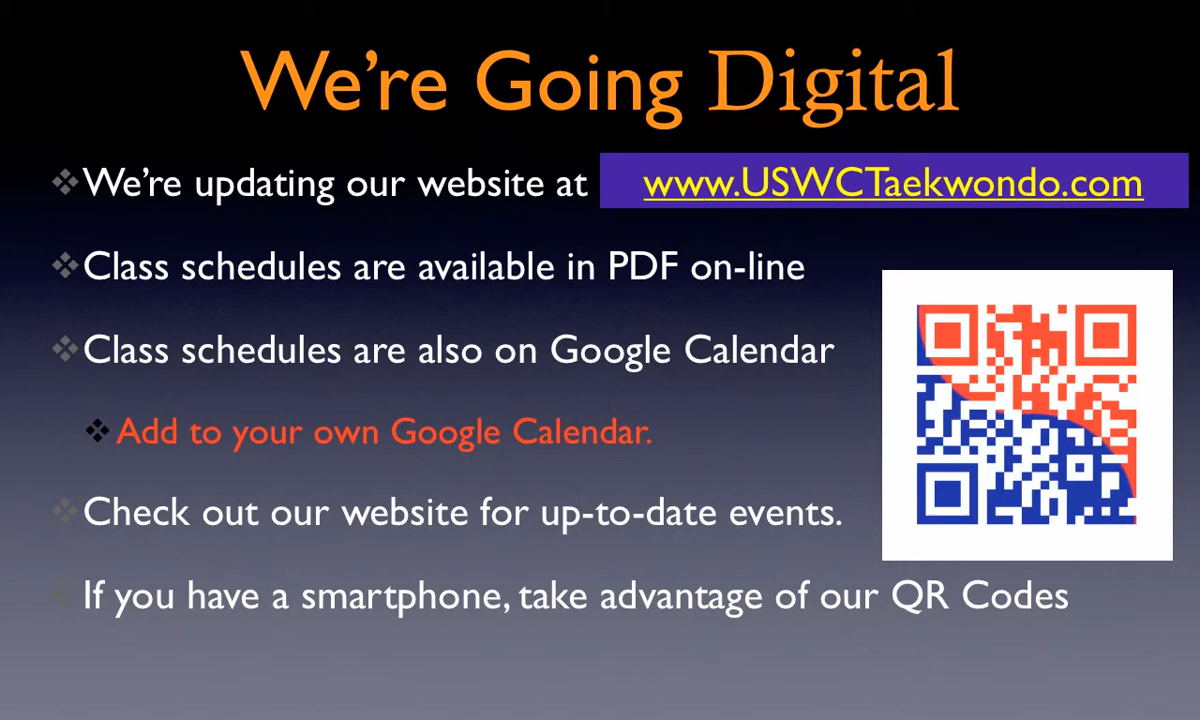 We're Going Digital
We're updating our website at www.USWCTaekwondo.com
Class schedules are available in PDF on-line
Class schedules are also on Google Calendar
Add to your own Google Calendar.
Check out our website for up-to-date events.
If you have a smartphone, take advantage of our QR Codes